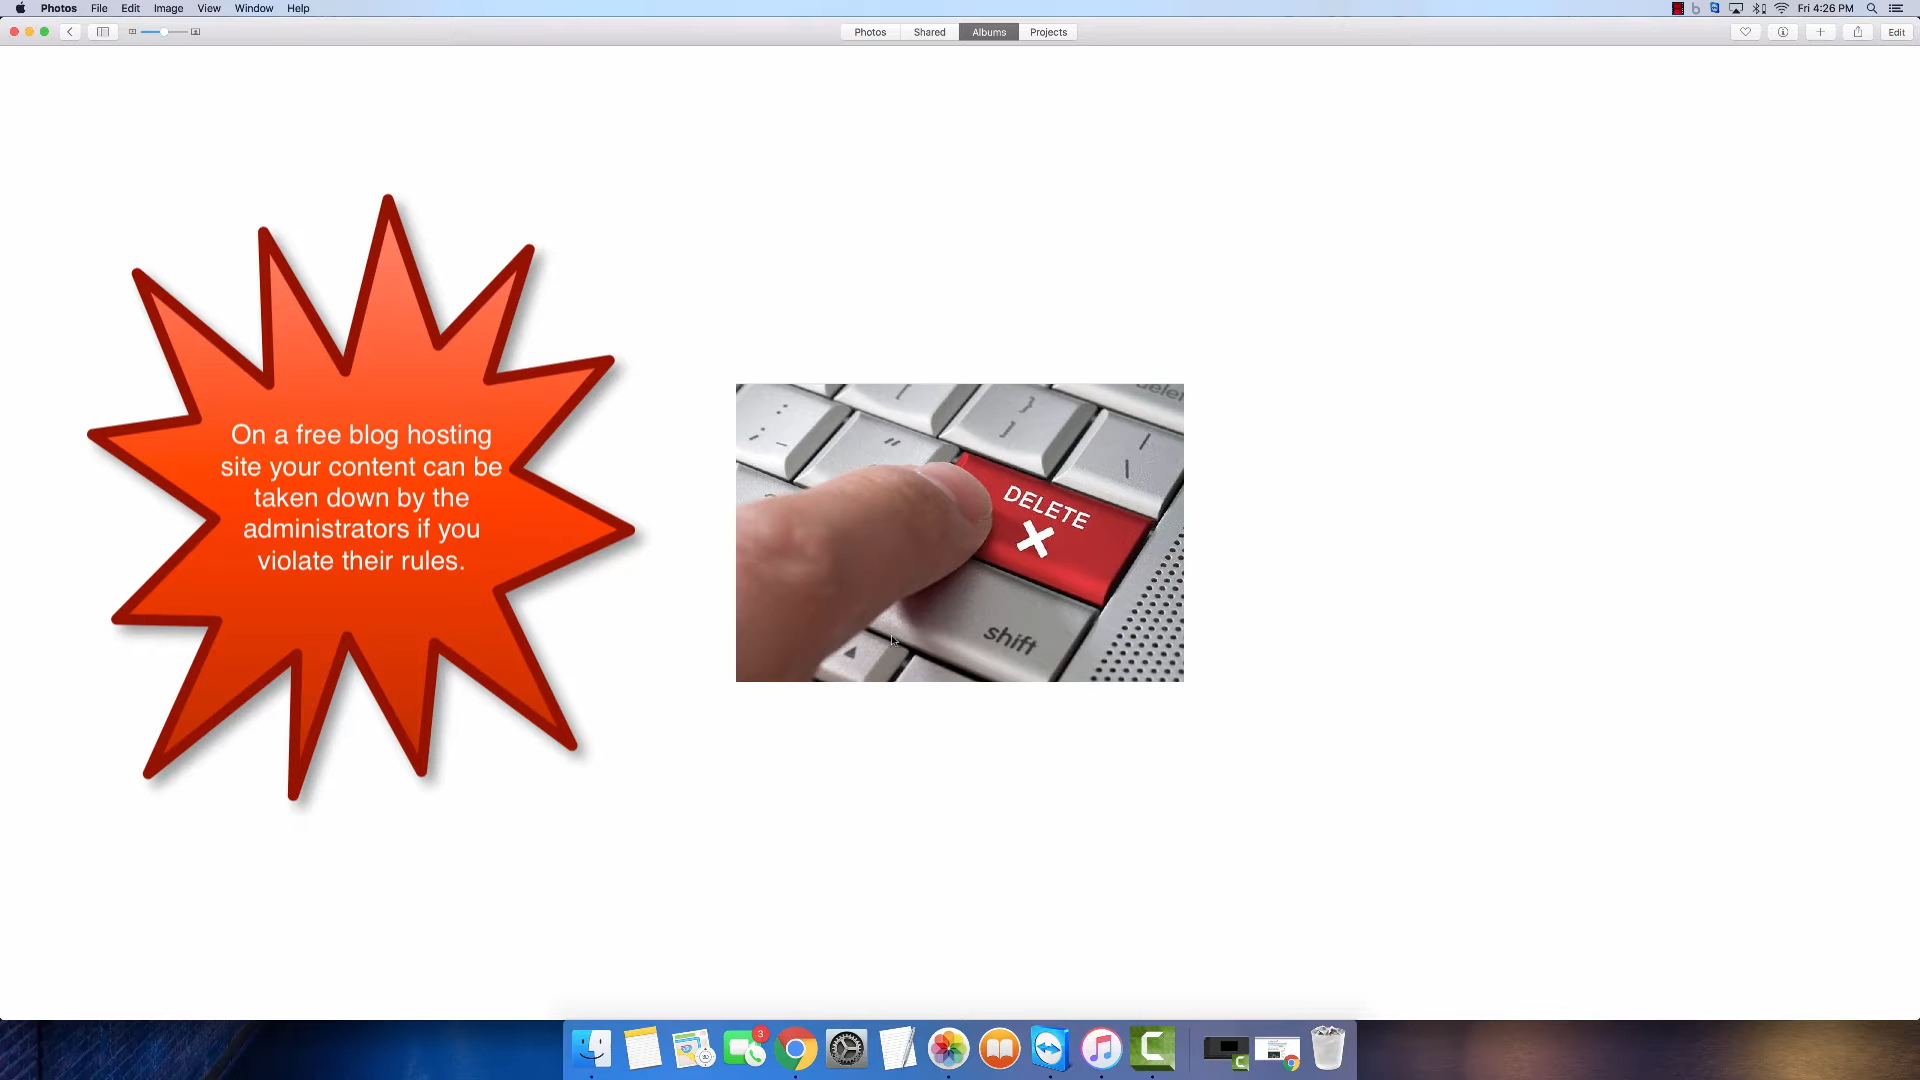 Photos File Edit Image View Window Help
Fri 4:26 PM
Photos Shared Albums Projects
Edit
On a free blog hosting
site your content can be
taken down by the
administrators if you
violate their rules.
DELETE
shift
3